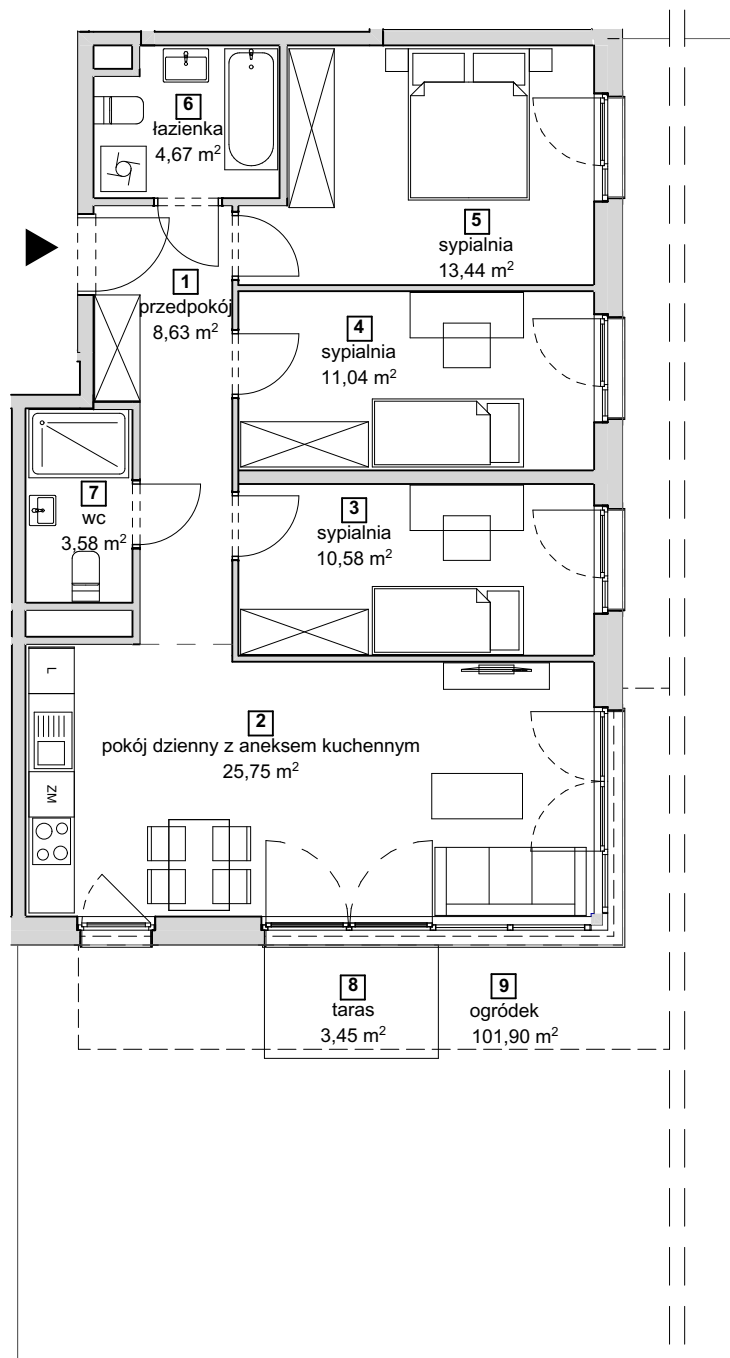 6
łazienka
4,67 m²
5
sypialnia
13,44 m²
1
przedpokój
8,63 m²
4
sypialnia
11,04 m²
7
wc
3,58 m²
3
sypialnia
10,58 m²
L
2
pokój dzienny z aneksem kuchennym
25,75 m²
ZM
8
taras
3,45 m²
9
ogródek
101,90 m²